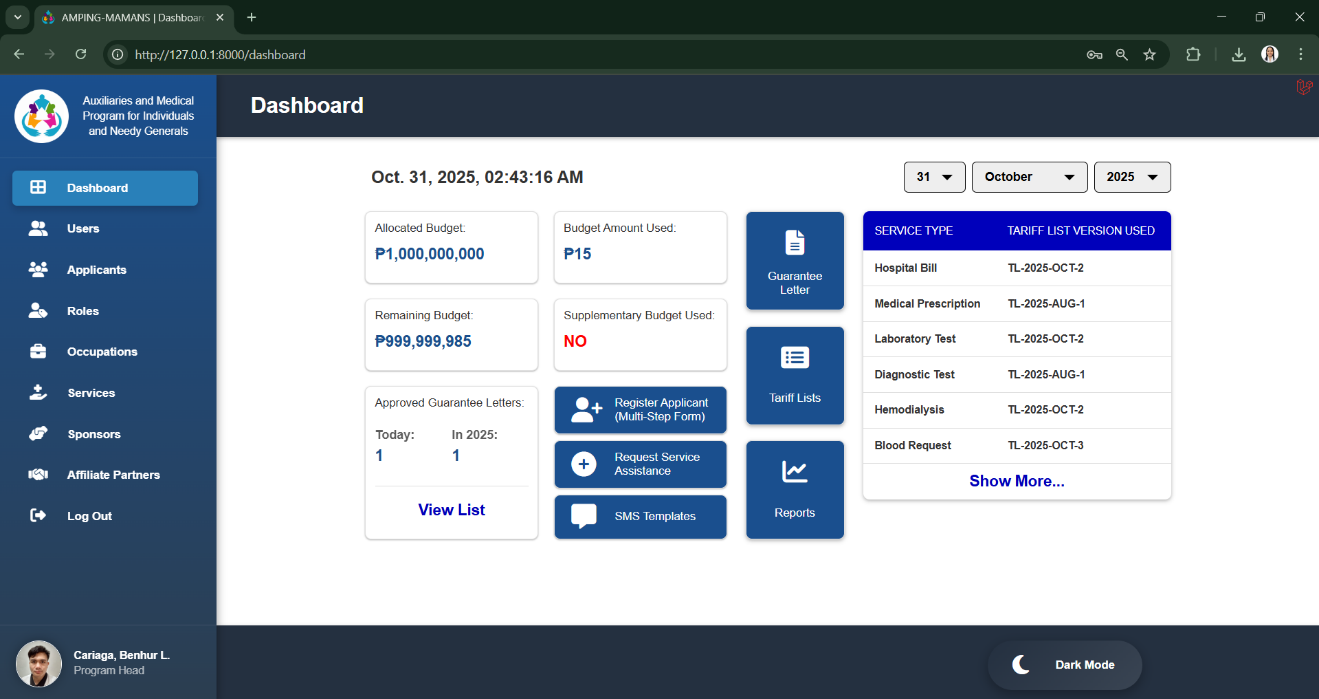 AMPING-MAMANS | Dashboard
http://127.0.0.1:8000/dashboard
Auxiliaries and Medical
Program for Individuals
and Needy Generals
Dashboard
Users
Applicants
Roles
Occupations
Services
Sponsors
Affiliate Partners
Log Out
Cariaga, Benhur L.
Program Head
Dashboard
Oct. 31, 2025, 02:43:16 AM
31
October
2025
Allocated Budget:
₱1,000,000,000
Budget Amount Used:
₱15
Remaining Budget:
₱999,999,985
Supplementary Budget Used:
NO
Approved Guarantee Letters:
Today: In 2025:
1 1
View List
Register Applicant
(Multi-Step Form)
Request Service
Assistance
SMS Templates
Guarantee
Letter
Tariff Lists
Reports
SERVICE TYPE TARIFF LIST VERSION USED
Hospital Bill TL-2025-OCT-2
Medical Prescription TL-2025-AUG-1
Laboratory Test TL-2025-OCT-2
Diagnostic Test TL-2025-AUG-1
Hemodialysis TL-2025-OCT-2
Blood Request TL-2025-OCT-3
Show More...
Dark Mode